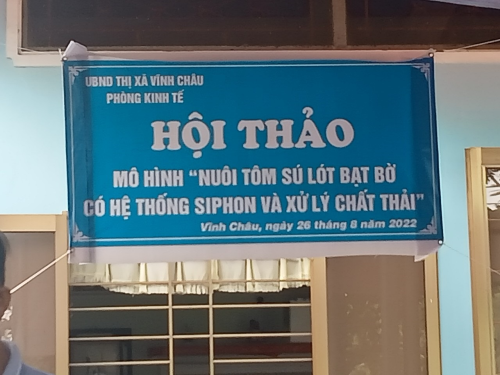 UBND THỊ XÃ VĨNH CHÂU
PHÒNG KINH TẾ
HỘI THẢO
MÔ HÌNH “NUÔI TÔM SÚ LÓT BẠT BỜ
CÓ HỆ THỐNG SIPHON VÀ XỬ LÝ CHẤT THẢI”
Vĩnh Châu, ngày 26 tháng 8 năm 2022